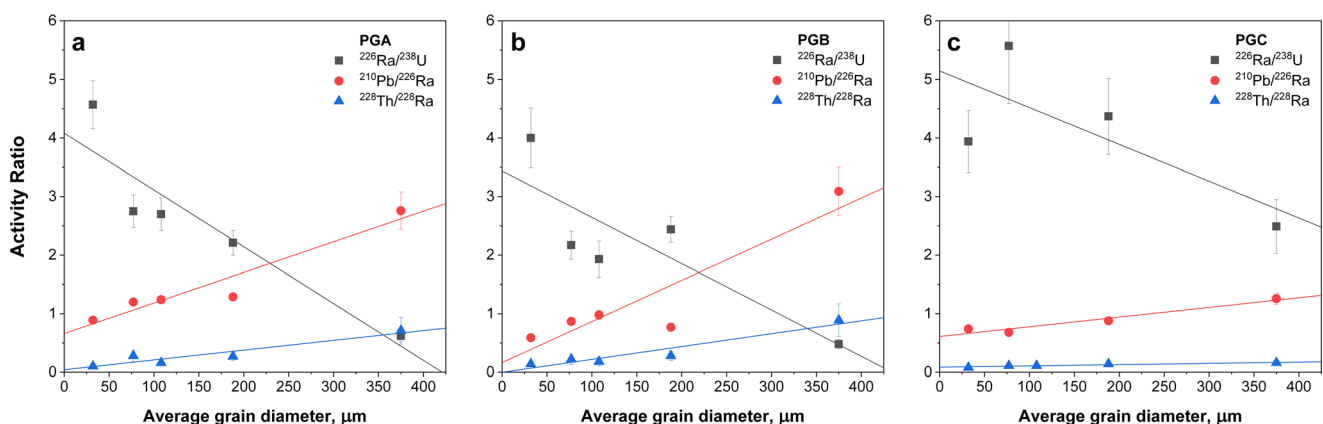 a
PGA
²²⁶Ra/²³⁸U
²¹⁰Pb/²²⁶Ra
²²⁸Th/²²⁸Ra
b
PGB
²²⁶Ra/²³⁸U
²¹⁰Pb/²²⁶Ra
²²⁸Th/²²⁸Ra
c
PGC
²²⁶Ra/²³⁸U
²¹⁰Pb/²²⁶Ra
²²⁸Th/²²⁸Ra
Activity Ratio
6
5
4
3
2
1
0
6
5
4
3
2
1
0
6
5
4
3
2
1
0
0 50 100 150 200 250 300 350 400
0 50 100 150 200 250 300 350 400
0 50 100 150 200 250 300 350 400
Average grain diameter, μm
Average grain diameter, μm
Average grain diameter, μm